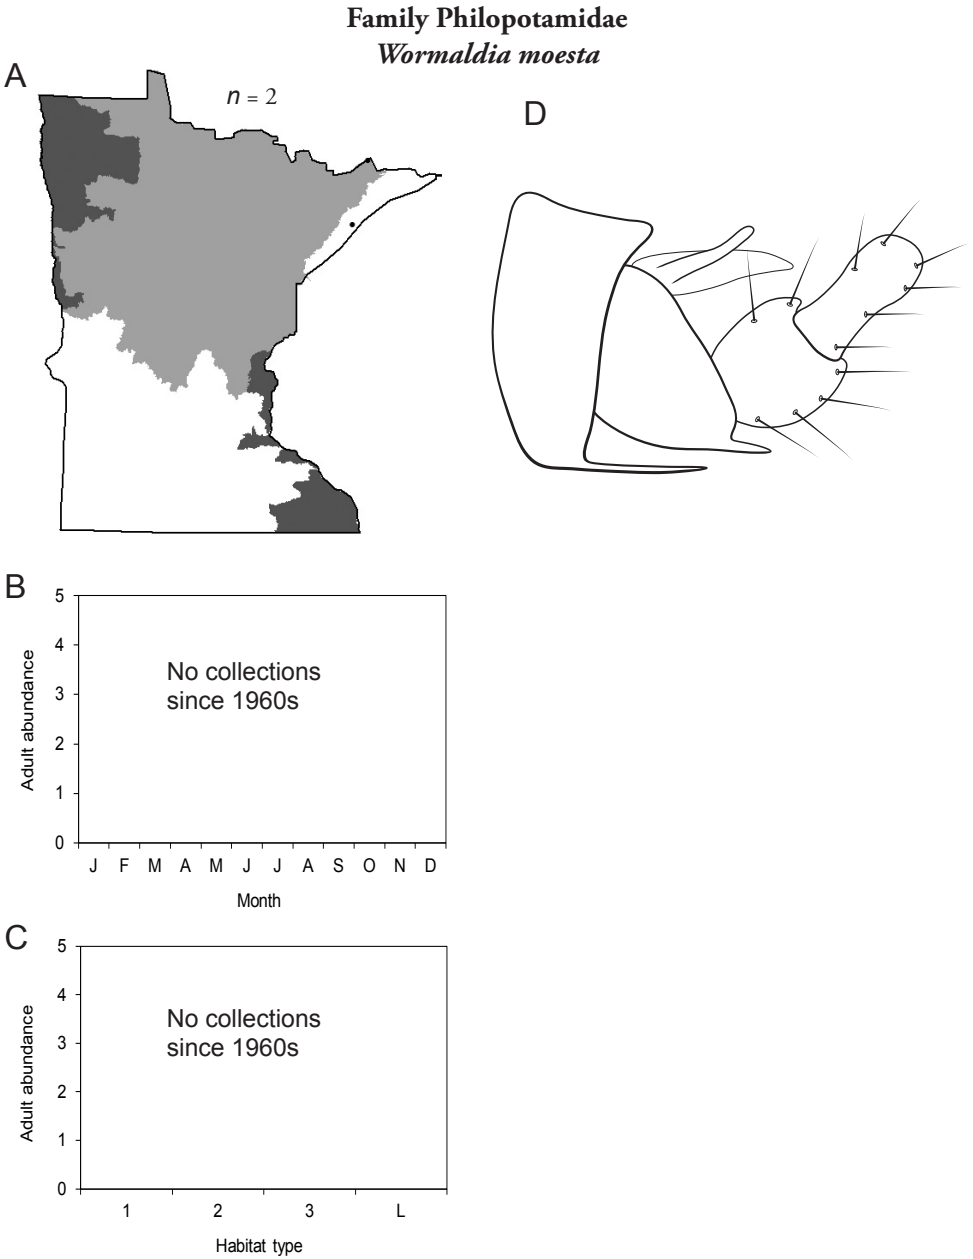 Family Philopotamidae
Wormaldia moesta
A
n = 2
D
B
5
4
3
2
1
0
Adult abundance
No collections
since 1960s
J F M A M J J A S O N D
Month
C
5
4
3
2
1
0
Adult abundance
No collections
since 1960s
1 2 3 L
Habitat type